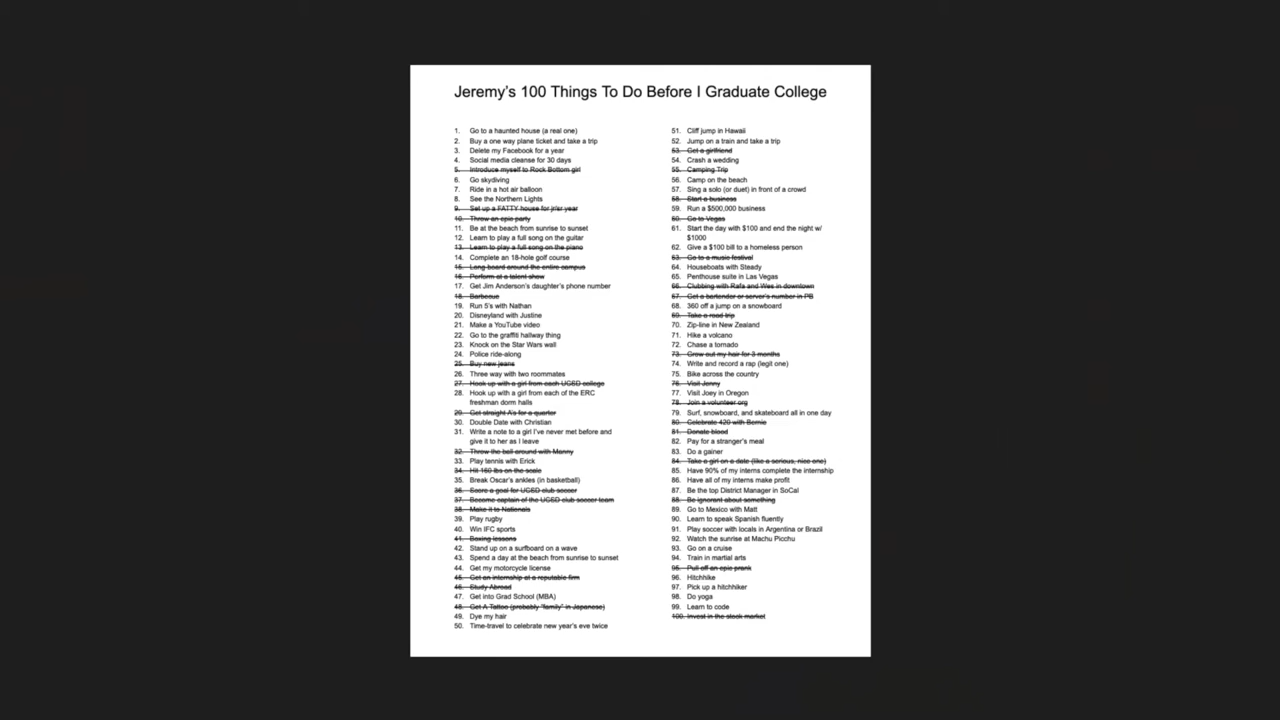 Jeremy's 100 Things To Do Before I Graduate College
1. Go to a haunted house (a real one)
2. Buy a one way plane ticket and take a trip
3. Delete my Facebook for a year
4. Social media cleanse for 30 days
5. Introduce myself to Rock Bottom girl
6. Go skydiving
7. Ride in a hot air balloon
8. See the Northern Lights
9. Set up a FATTY house for jr/sr year
10. Throw an epic party
11. Be at the beach from sunrise to sunset
12. Learn to play a full song on the guitar
13. Learn to play a full song on the piano
14. Complete an 18-hole golf course
15. Long board around the entire campus
16. Perform at a talent show
17. Get Jim Anderson's daughter's phone number
18. Barbecue
19. Run 5's with Nathan
20. Disneyland with Justine
21. Make a YouTube video
22. Go to the graffiti hallway thing
23. Knock on the Star Wars wall
24. Police ride-along
25. Buy new jeans
26. Three way with two roommates
27. Hook up with a girl from each UCSD college
28. Hook up with a girl from each of the ERC
freshman dorm halls
29. Get straight A's for a quarter
30. Double Date with Christian
31. Write a note to a girl I've never met before and
give it to her as I leave
32. Throw the ball around with Manny
33. Play tennis with Erick
34. Hit 160 lbs on the scale
35. Break Oscar's ankles (in basketball)
36. Score a goal for UCSD club soccer
37. Become captain of the UCSD club soccer team
38. Make it to Nationals
39. Play rugby
40. Win IFC sports
41. Boxing lessons
42. Stand up on a surfboard on a wave
43. Spend a day at the beach from sunrise to sunset
44. Get my motorcycle license
45. Get an internship at a reputable firm
46. Study Abroad
47. Get into Grad School (MBA)
48. Get A Tattoo (probably "family" in Japanese)
49. Dye my hair
50. Time-travel to celebrate new year's eve twice
51. Cliff jump in Hawaii
52. Jump on a train and take a trip
53. Get a girlfriend
54. Crash a wedding
55. Camping Trip
56. Camp on the beach
57. Sing a solo (or duet) in front of a crowd
58. Start a business
59. Run a $500,000 business
60. Go to Vegas
61. Start the day with $100 and end the night w/
$1000
62. Give a $100 bill to a homeless person
63. Go to a music festival
64. Houseboats with Steady
65. Penthouse suite in Las Vegas
66. Clubbing with Rafa and Wes in downtown
67. Get a bartender or server's number in PB
68. 360 off a jump on a snowboard
69. Take a road trip
70. Zip-line in New Zealand
71. Hike a volcano
72. Chase a tornado
73. Grow out my hair for 3 months
74. Write and record a rap (legit one)
75. Bike across the country
76. Visit Jenny
77. Visit Joey in Oregon
78. Join a volunteer org
79. Surf, snowboard, and skateboard all in one day
80. Celebrate 420 with Bernie
81. Donate blood
82. Pay for a stranger's meal
83. Do a gainer
84. Take a girl on a date (like a serious, nice one)
85. Have 90% of my interns complete the internship
86. Have all of my interns make profit
87. Be the top District Manager in SoCal
88. Be ignorant about something
89. Go to Mexico with Matt
90. Learn to speak Spanish fluently
91. Play soccer with locals in Argentina or Brazil
92. Watch the sunrise at Machu Picchu
93. Go on a cruise
94. Train in martial arts
95. Pull off an epic prank
96. Hitchhike
97. Pick up a hitchhiker
98. Do yoga
99. Learn to code
100. Invest in the stock market